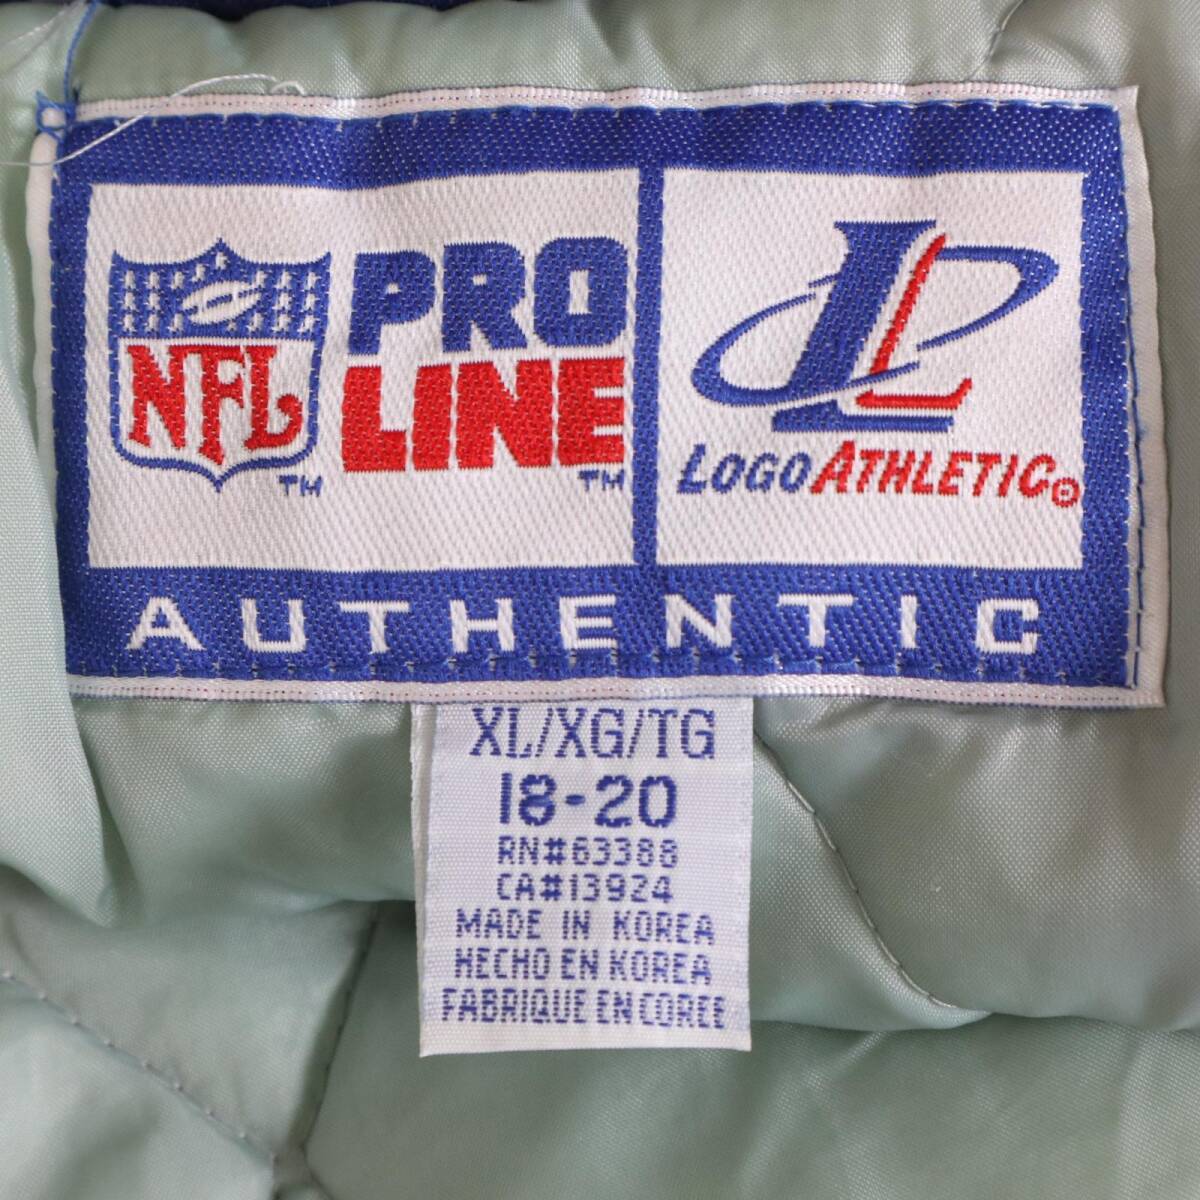 NFL
TM
PRO
LINE
TM
L
LOGO ATHLETIC©
AUTHENTIC
XL/XG/TG
18-20
RN#63388
CA#13924
MADE IN KOREA
HECHO EN KOREA
FABRIQUE EN COREE